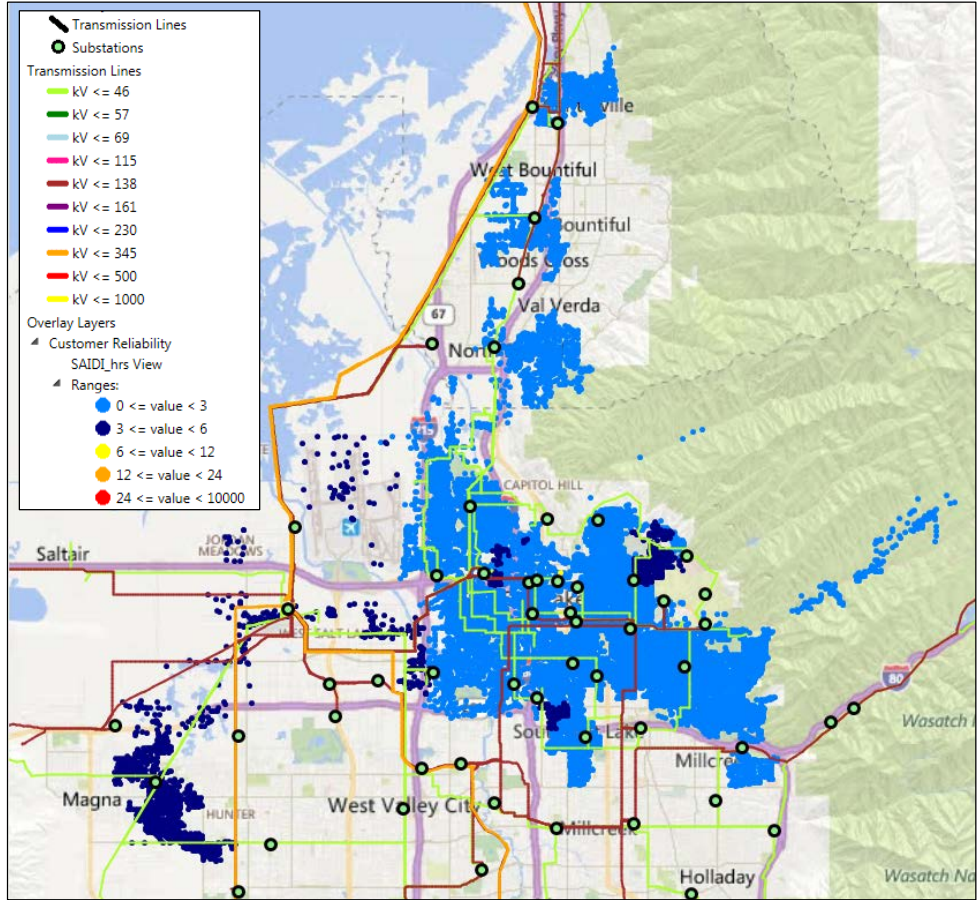 Transmission Lines
Substations
Transmission Lines
kV <= 46
kV <= 57
kV <= 69
kV <= 115
kV <= 138
kV <= 161
kV <= 230
kV <= 345
kV <= 500
kV <= 1000
Overlay Layers
Customer Reliability
SAIDI_hrs View
Ranges:
0 <= value < 3
3 <= value < 6
6 <= value < 12
12 <= value < 24
24 <= value < 10000
West Bountiful
Bountiful
Woods Cross
Val Verda
67
CAPITOL HILL
JORDAN
MEADOWS
Saltair
Lake
80
Wasatch
Lake
Magna
HUNTER
West Valley City
Millcreek
Holladay
Wasatch Na